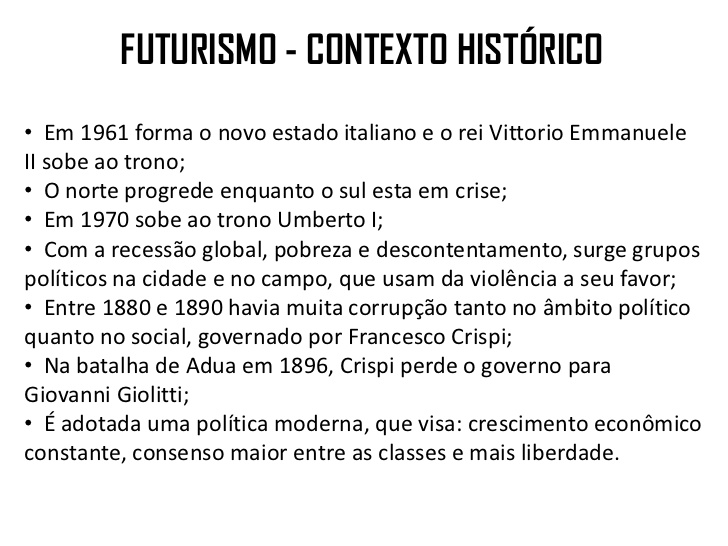 FUTURISMO - CONTEXTO HISTÓRICO
• Em 1961 forma o novo estado italiano e o rei Vittorio Emmanuele
II sobe ao trono;
• O norte progrede enquanto o sul esta em crise;
• Em 1970 sobe ao trono Umberto I;
• Com a recessão global, pobreza e descontentamento, surge grupos
políticos na cidade e no campo, que usam da violência a seu favor;
• Entre 1880 e 1890 havia muita corrupção tanto no âmbito político
quanto no social, governado por Francesco Crispi;
• Na batalha de Adua em 1896, Crispi perde o governo para
Giovanni Giolitti;
• É adotada uma política moderna, que visa: crescimento econômico
constante, consenso maior entre as classes e mais liberdade.